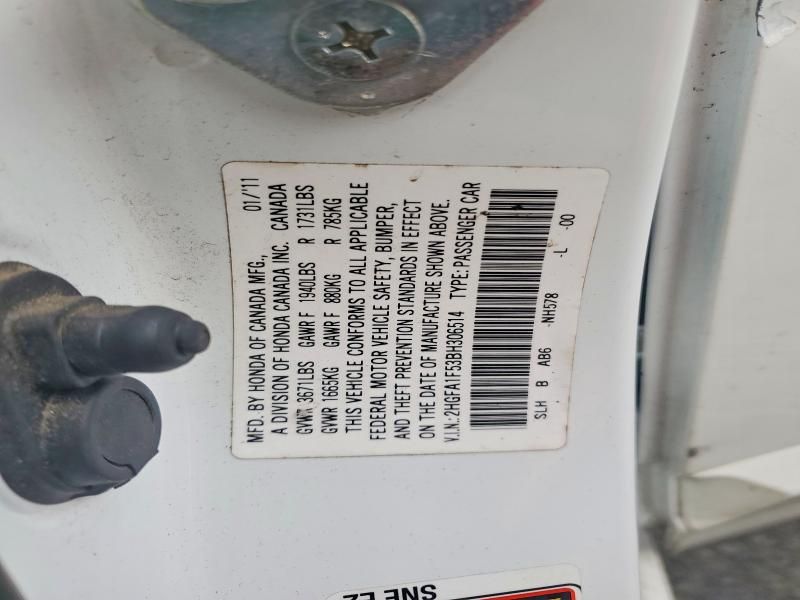 MFD. BY HONDA OF CANADA MFG., 01/'11
A DIVISION OF HONDA CANADA INC. CANADA
GVWR 3671LBS GAWR F 1940LBS R 1731LBS
GVWR 1665KG GAWR F 880KG R 785KG
THIS VEHICLE CONFORMS TO ALL APPLICABLE
FEDERAL MOTOR VEHICLE SAFETY, BUMPER,
AND THEFT PREVENTION STANDARDS IN EFFECT
ON THE DATE OF MANUFACTURE SHOWN ABOVE.
V.I.N.: 2HGFA1F53BH306514 TYPE: PASSENGER CAR
SLH B AB6 -NH578 -L -00